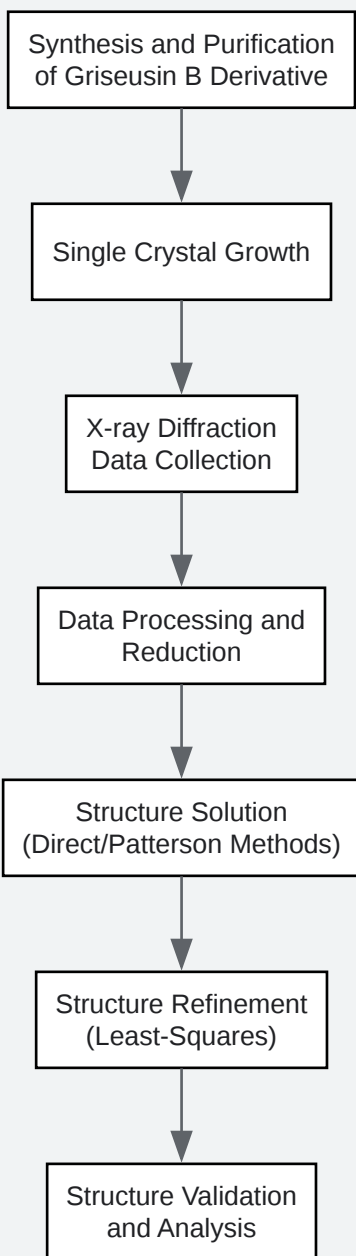 Synthesis and Purification
of Griseusin B Derivative
Single Crystal Growth
X-ray Diffraction
Data Collection
Data Processing and
Reduction
Structure Solution
(Direct/Patterson Methods)
Structure Refinement
(Least-Squares)
Structure Validation
and Analysis